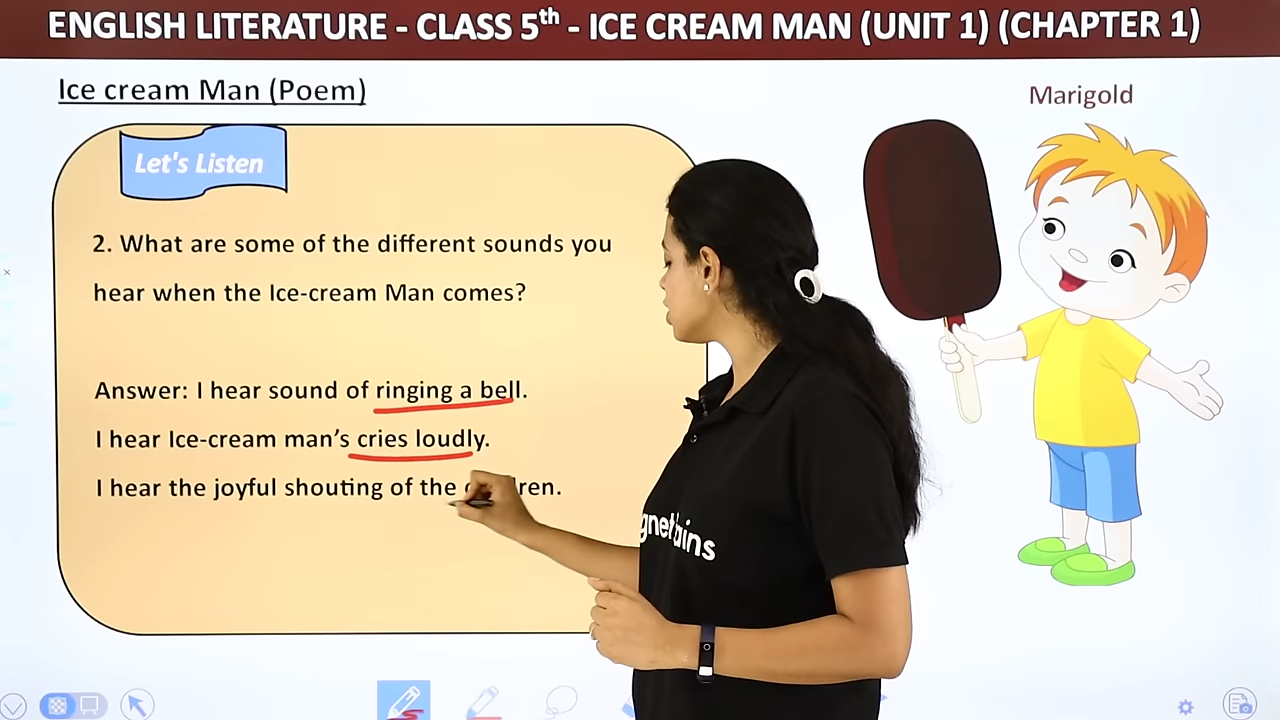 ENGLISH LITERATURE - CLASS 5th - ICE CREAM MAN (UNIT 1) (CHAPTER 1)
Ice cream Man (Poem)
Marigold
Let's Listen
2. What are some of the different sounds you
hear when the Ice-cream Man comes?
Answer: I hear sound of ringing a bell.
I hear Ice-cream man's cries loudly.
I hear the joyful shouting of the